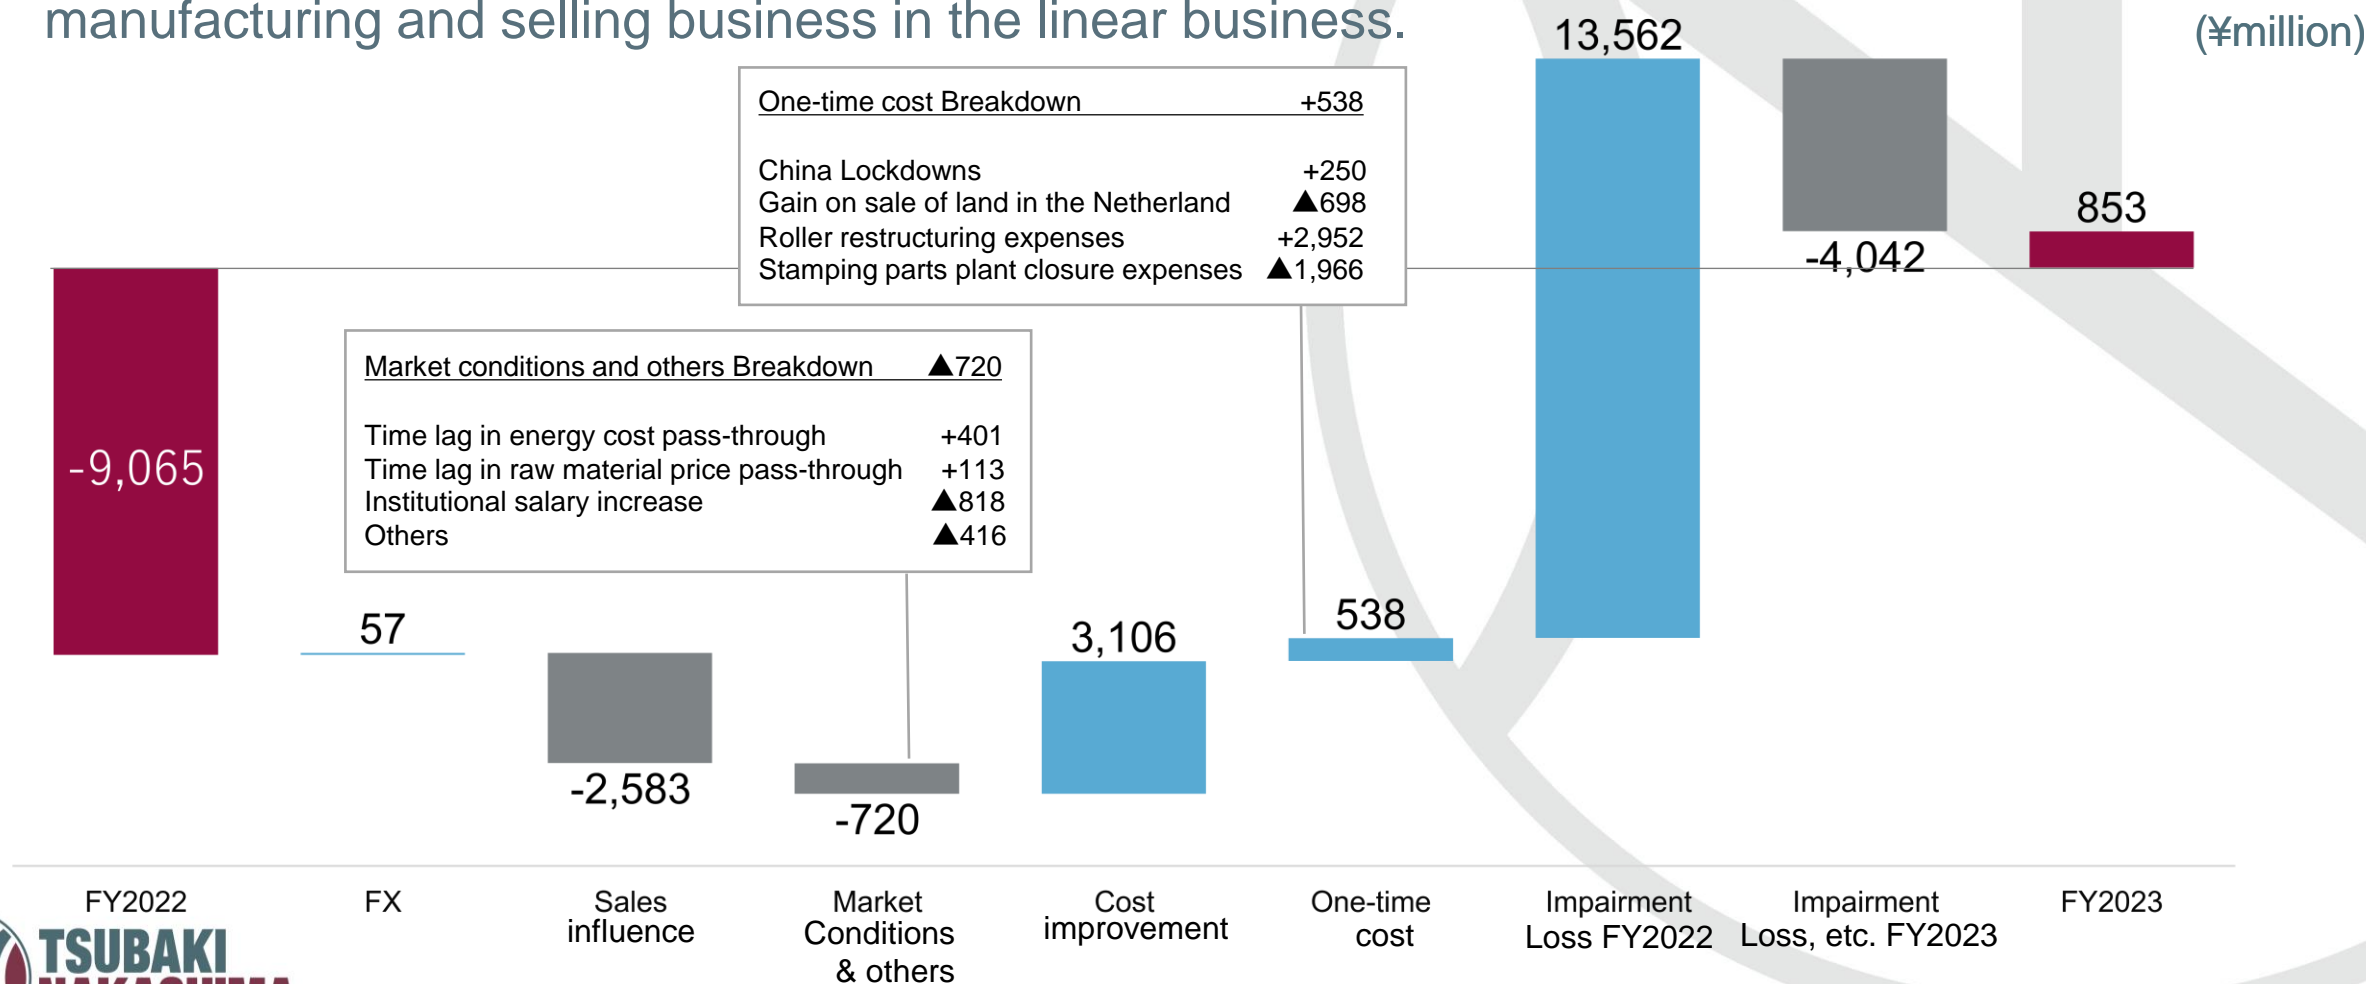 manufacturing and selling business in the linear business.
(¥million)
One-time cost Breakdown +538
China Lockdowns +250
Gain on sale of land in the Netherland ▲698
Roller restructuring expenses +2,952
Stamping parts plant closure expenses ▲1,966
Market conditions and others Breakdown ▲720
Time lag in energy cost pass-through +401
Time lag in raw material price pass-through +113
Institutional salary increase ▲818
Others ▲416
-9,065
57
-2,583
-720
3,106
538
13,562
-4,042
853
FY2022
FX
Sales
influence
Market
Conditions
& others
Cost
improvement
One-time
cost
Impairment
Loss FY2022
Impairment
Loss, etc. FY2023
FY2023
TSUBAKI
NAKASHIMA